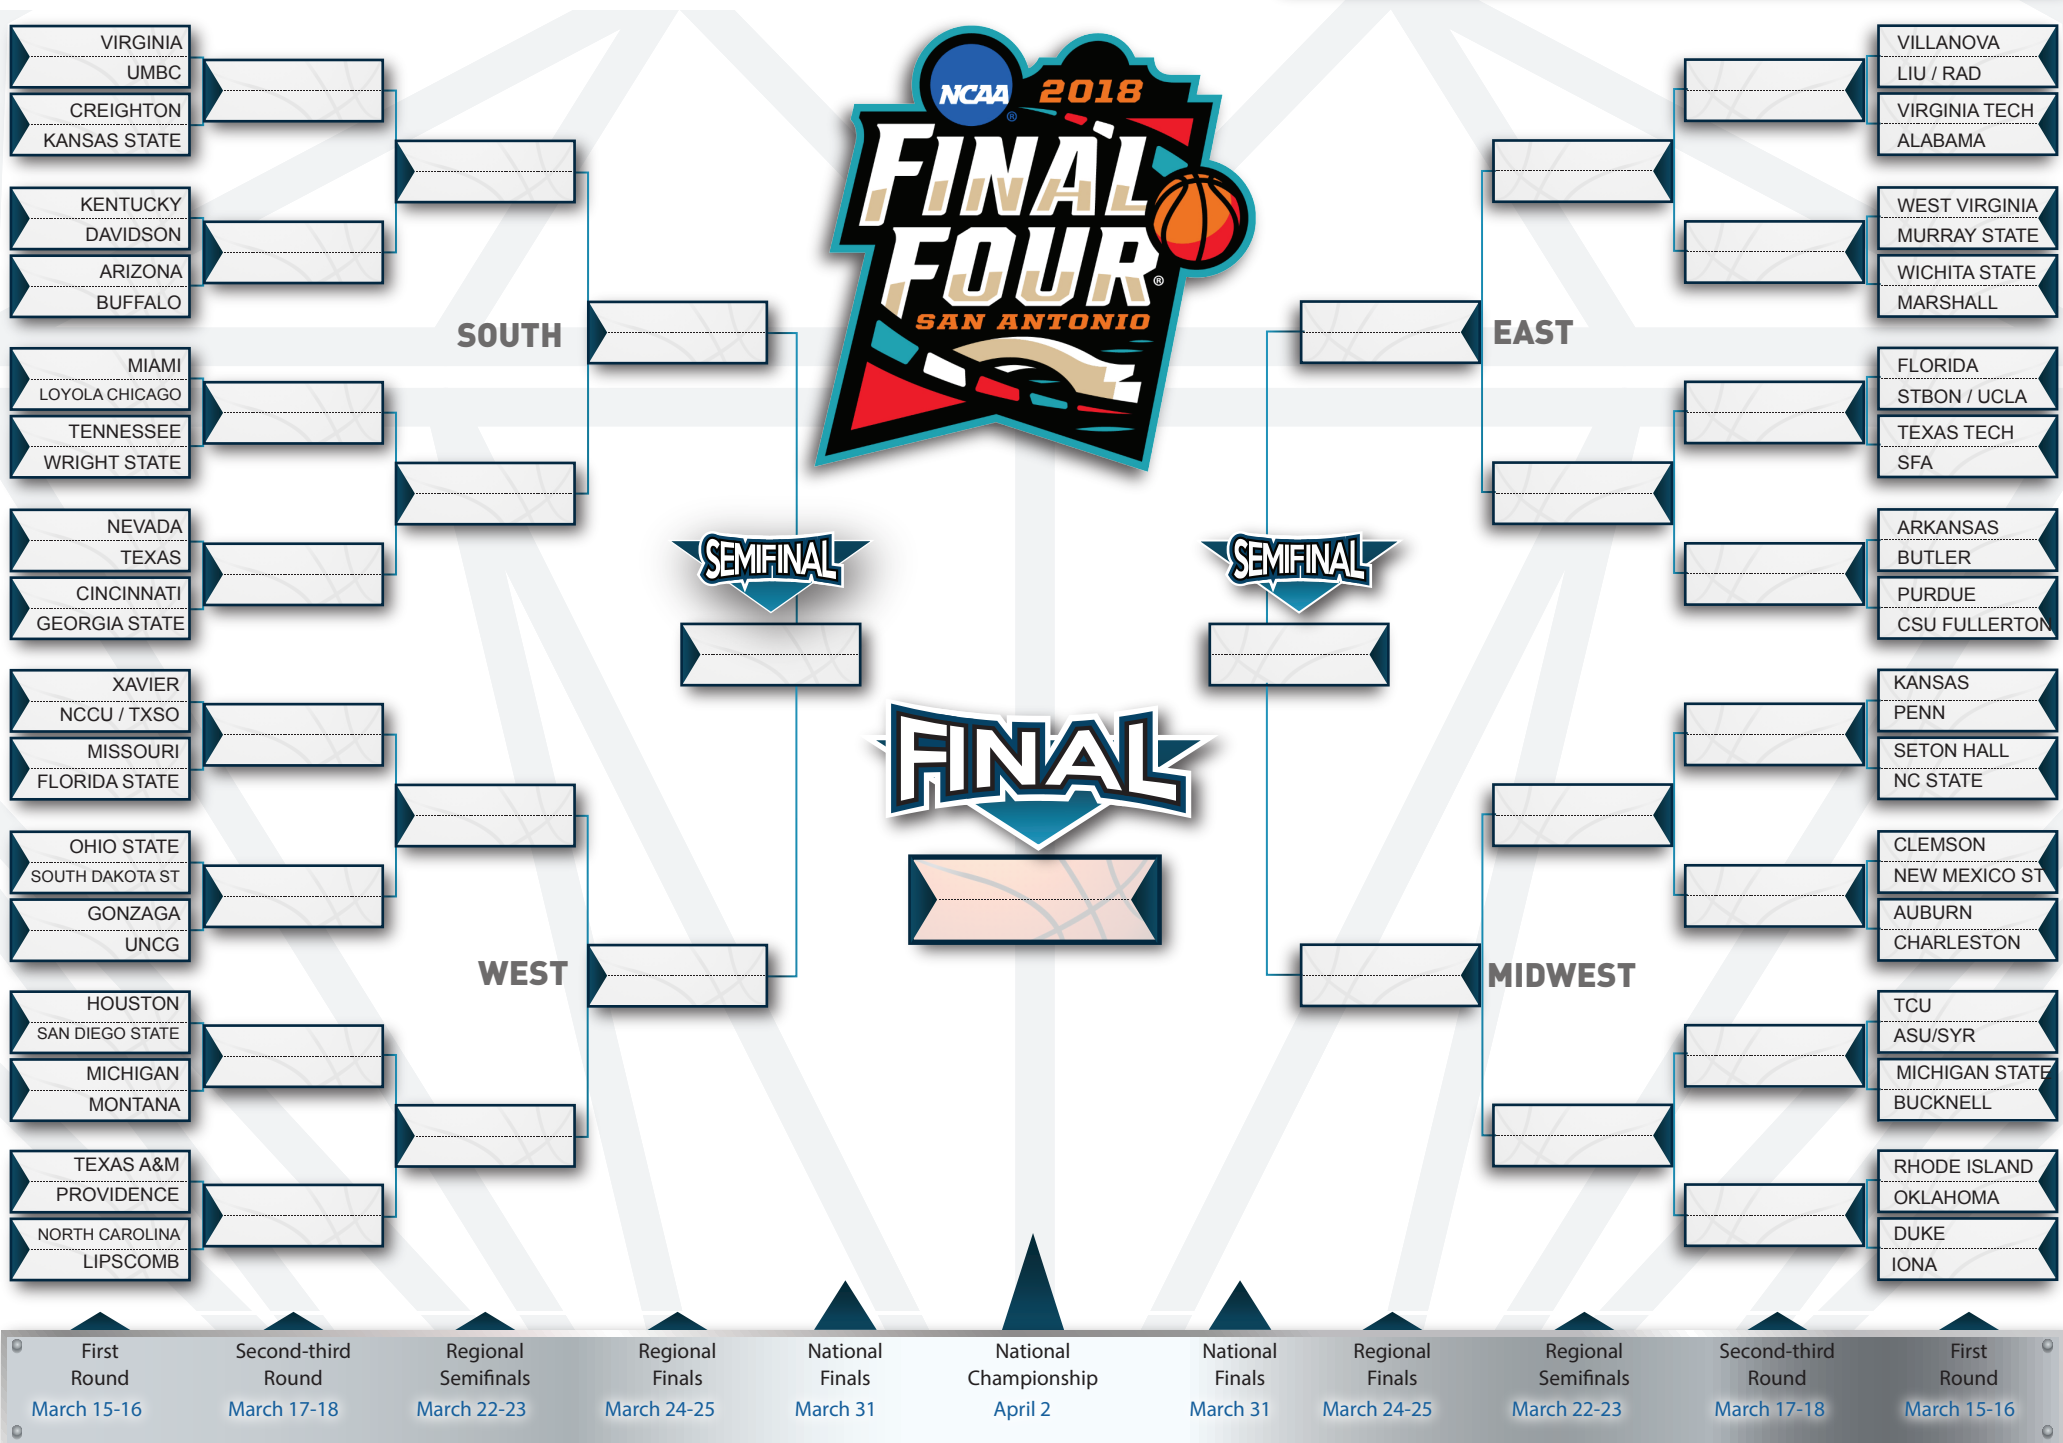 VIRGINIA
UMBC
CREIGHTON
KANSAS STATE
KENTUCKY
DAVIDSON
ARIZONA
BUFFALO
MIAMI
LOYOLA CHICAGO
TENNESSEE
WRIGHT STATE
NEVADA
TEXAS
CINCINNATI
GEORGIA STATE
SOUTH
XAVIER
NCCU / TXSO
MISSOURI
FLORIDA STATE
OHIO STATE
SOUTH DAKOTA ST
GONZAGA
UNCG
HOUSTON
SAN DIEGO STATE
MICHIGAN
MONTANA
TEXAS A&M
PROVIDENCE
NORTH CAROLINA
LIPSCOMB
WEST
NCAA ®
2018
FINAL
FOUR ®
SAN ANTONIO
SEMIFINAL
SEMIFINAL
FINAL
VILLANOVA
LIU / RAD
VIRGINIA TECH
ALABAMA
WEST VIRGINIA
MURRAY STATE
WICHITA STATE
MARSHALL
FLORIDA
STBON / UCLA
TEXAS TECH
SFA
ARKANSAS
BUTLER
PURDUE
CSU FULLERTON
EAST
KANSAS
PENN
SETON HALL
NC STATE
CLEMSON
NEW MEXICO ST
AUBURN
CHARLESTON
TCU
ASU/SYR
MICHIGAN STATE
BUCKNELL
RHODE ISLAND
OKLAHOMA
DUKE
IONA
MIDWEST
First
Round
March 15-16
Second-third
Round
March 17-18
Regional
Semifinals
March 22-23
Regional
Finals
March 24-25
National
Finals
March 31
National
Championship
April 2
National
Finals
March 31
Regional
Finals
March 24-25
Regional
Semifinals
March 22-23
Second-third
Round
March 17-18
First
Round
March 15-16